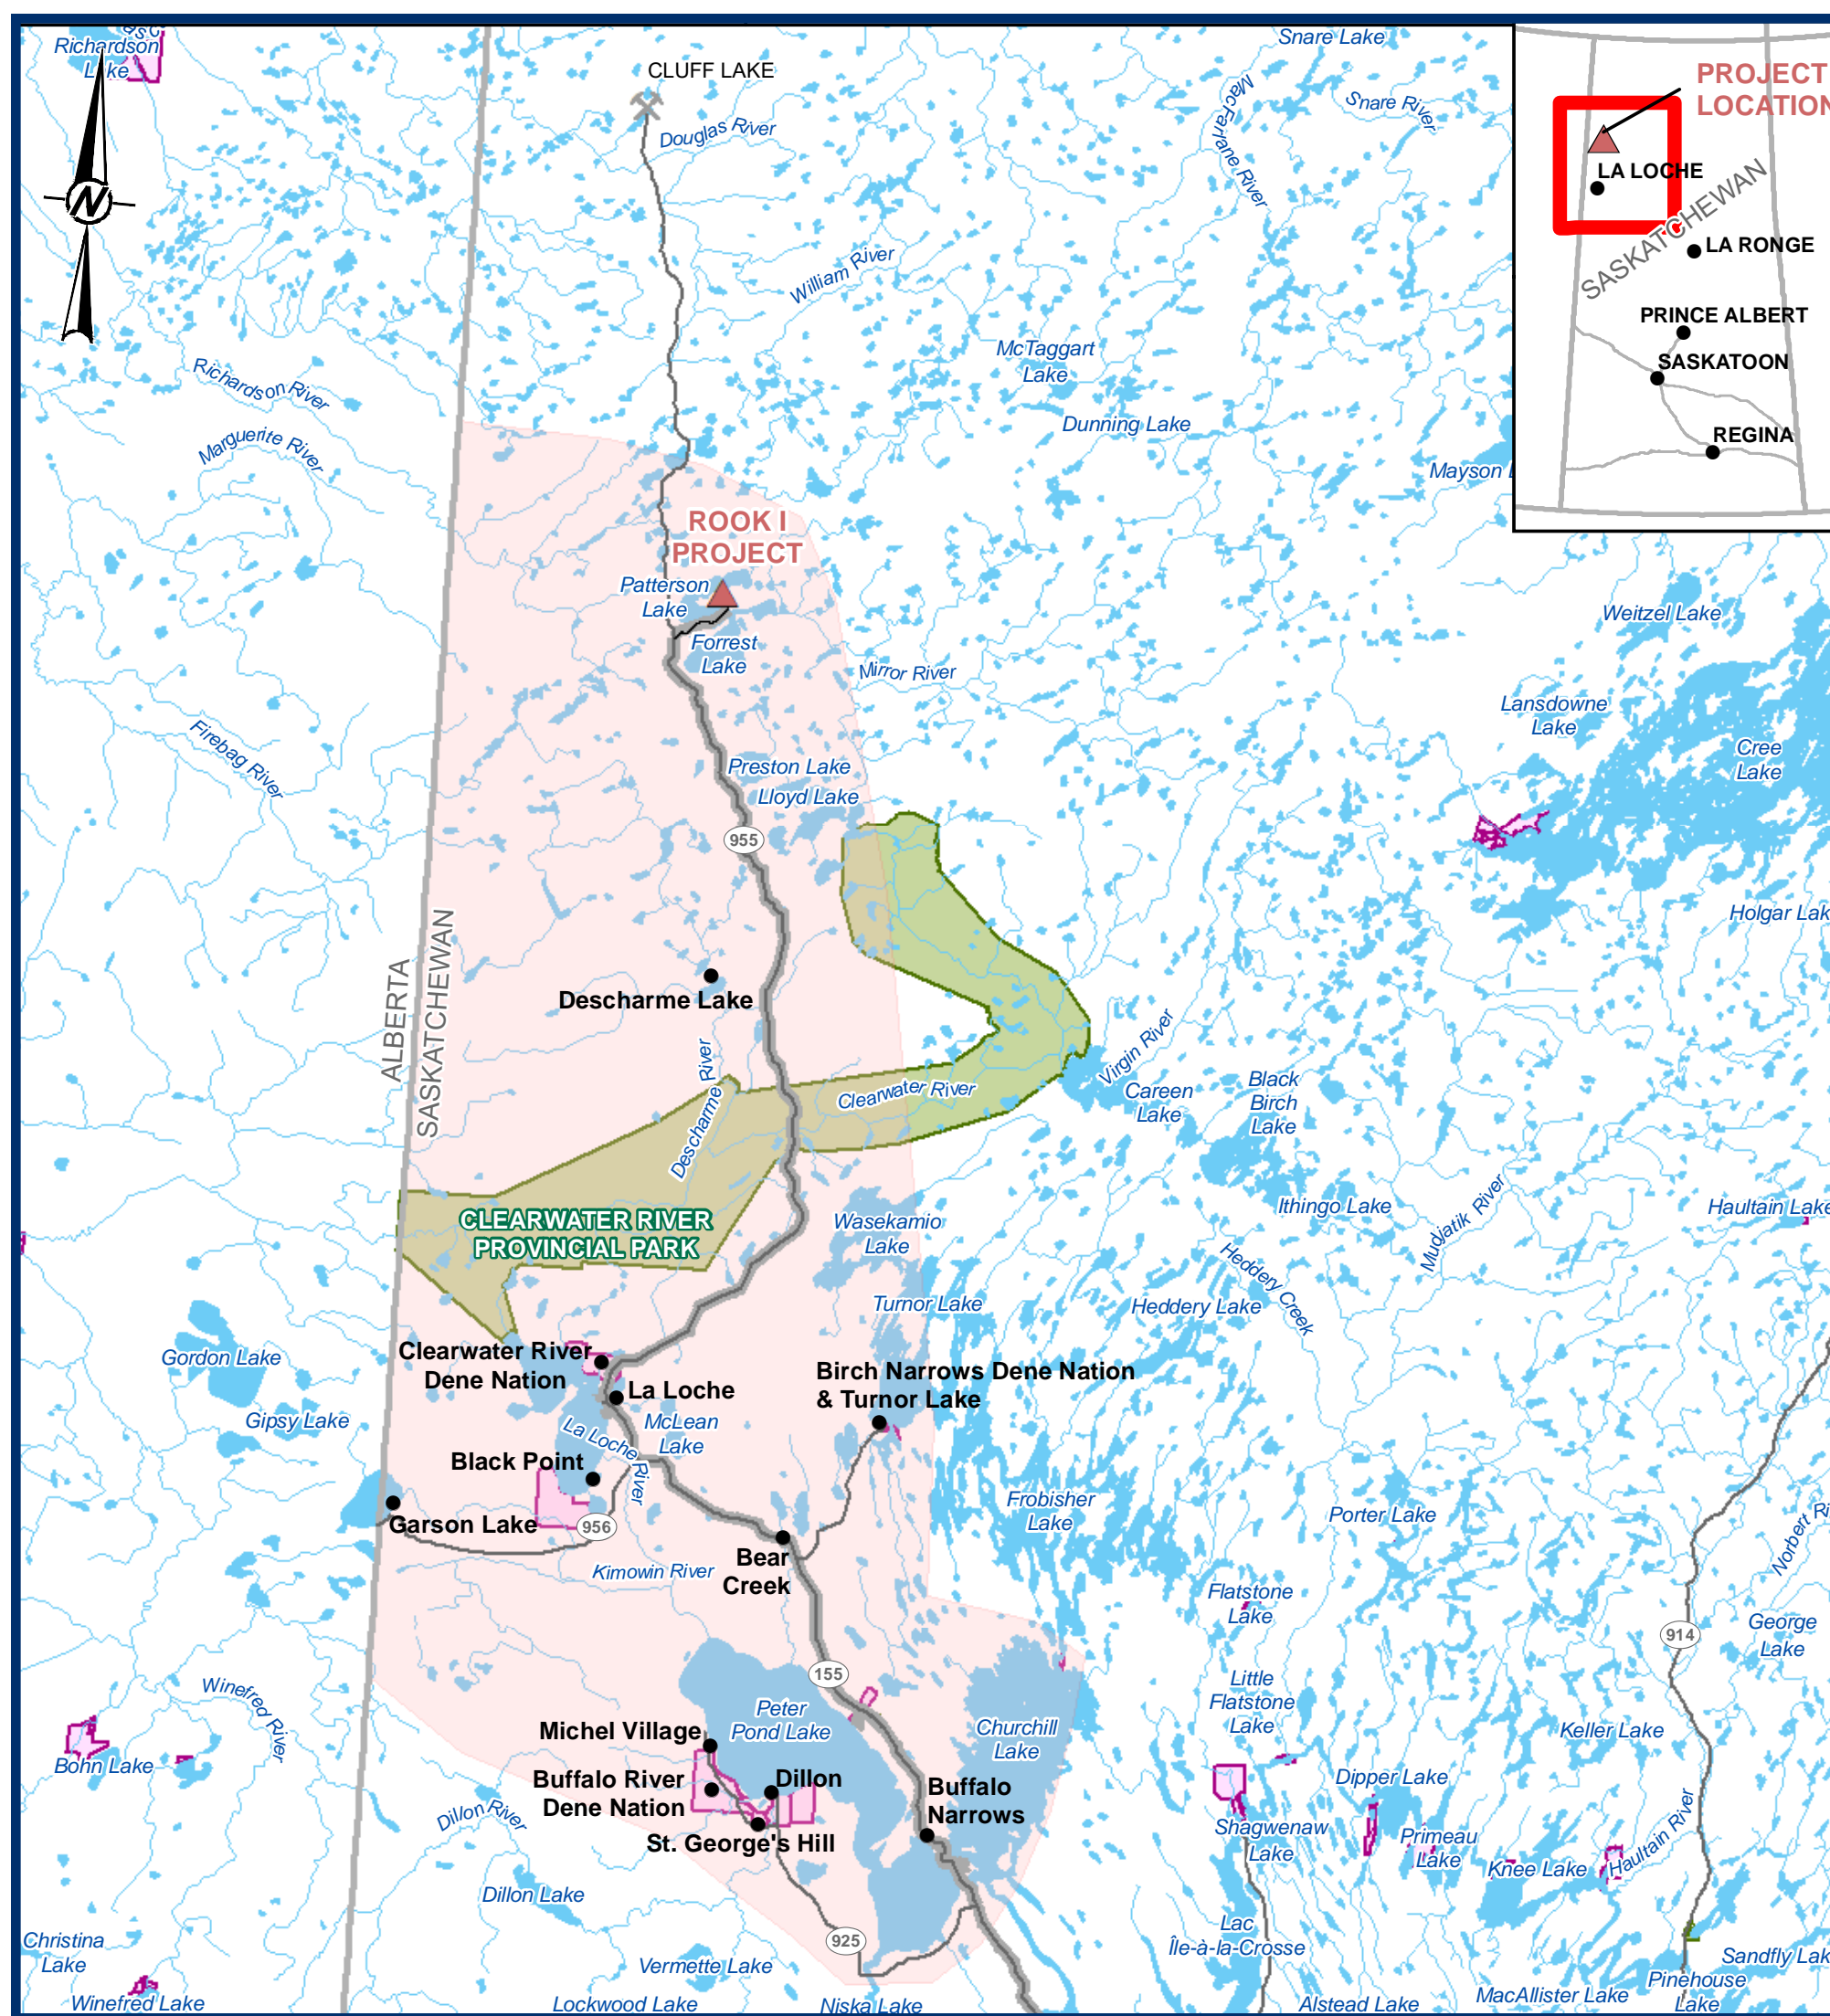 Richardson
Lake
N
CLUFF LAKE
Douglas River
Snare Lake
Snare River
MacFarlane River
William River
McTaggart
Lake
Dunning Lake
Mayson
Richardson River
Marguerite River
PROJECT
LOCATION
LA LOCHE
SASKATCHEWAN
LA RONGE
PRINCE ALBERT
SASKATOON
REGINA
ROOK I
PROJECT
Patterson
Lake
Forrest
Lake
Mirror River
Weitzel Lake
Lansdowne
Lake
Cree
Lake
Firebag River
Preston Lake
Lloyd Lake
955
Holgar Lak
ALBERTA
SASKATCHEWAN
Descharme Lake
Descharme River
Clearwater River
Virgin River
Careen
Lake
Black
Birch
Lake
Ithingo Lake
Mudjatik River
Haultain Lake
CLEARWATER RIVER
PROVINCIAL PARK
Wasekamio
Lake
Turnor Lake
Heddery Creek
Heddery Lake
Gordon Lake
Gipsy Lake
Clearwater River
Dene Nation
La Loche
McLean
Lake
La Loche River
Birch Narrows Dene Nation
& Turnor Lake
Black Point
Garson Lake
956
Kimowin River
Bear
Creek
Frobisher
Lake
Porter Lake
Norbert Ri
Flatstone
Lake
914
George
Lake
155
Little
Flatstone
Lake
Keller Lake
Winefred River
Bohn Lake
Peter
Pond Lake
Churchill
Lake
Michel Village
Buffalo River
Dene Nation
Dillon
St. George's Hill
Buffalo
Narrows
Dillon River
Dillon Lake
Dipper Lake
Shagwenaw
Lake
Primeau
Lake
Knee Lake
Haultain River
925
Lac
Île-à-la-Crosse
Christina
Lake
Winefred Lake
Vermette Lake
Lockwood Lake
Niska Lake
Alstead Lake
MacAllister Lake
Pinehouse
Lake
Sandfly Lak